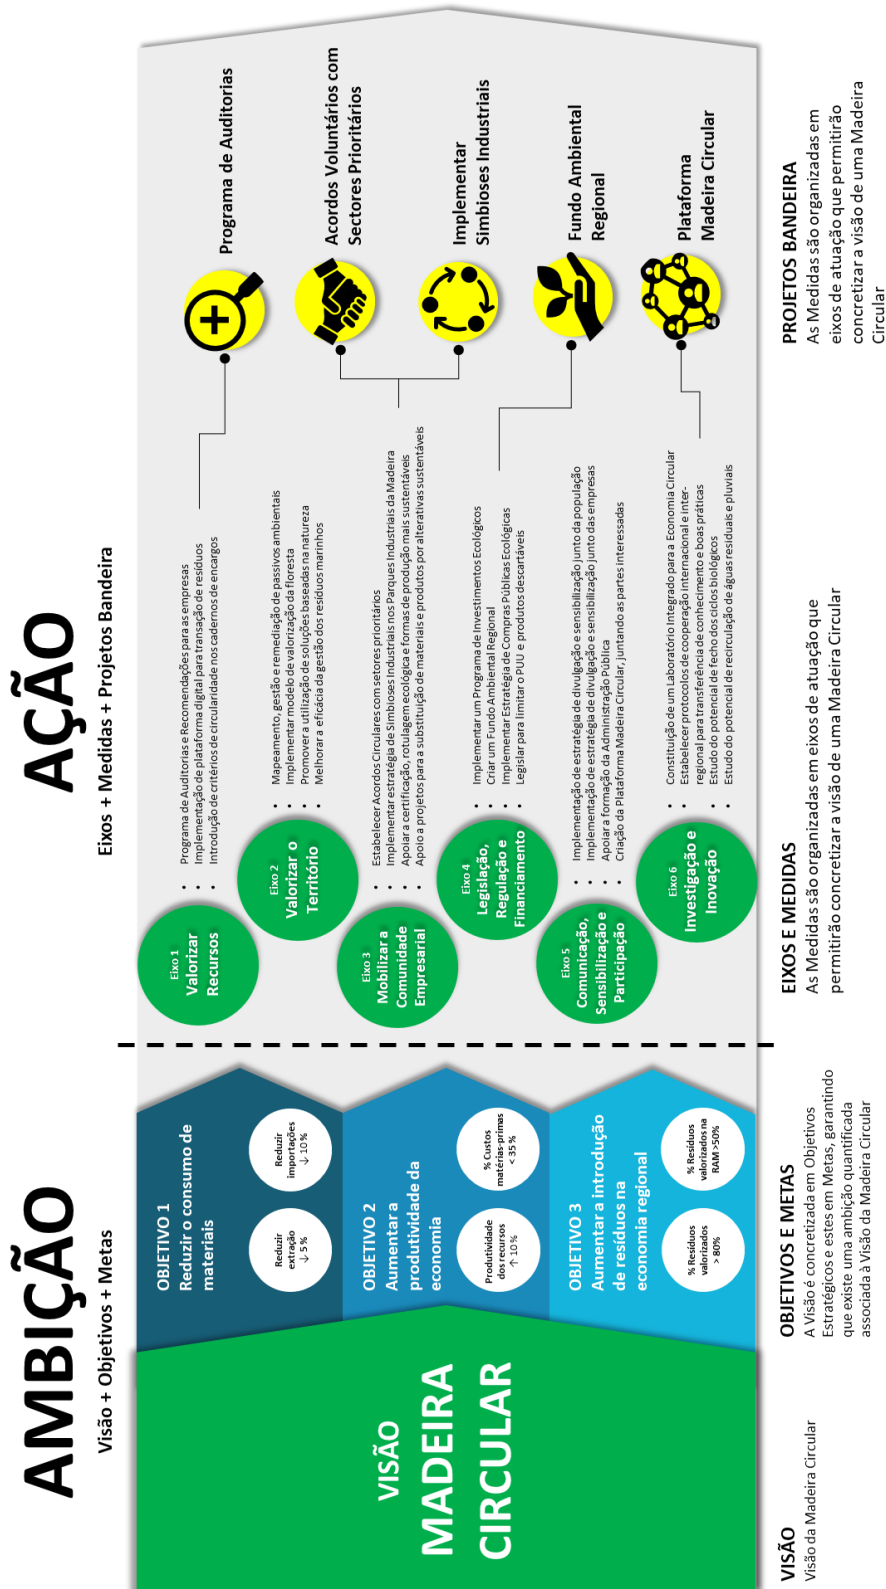 AMBIÇÃO
Visão + Objetivos + Metas
AÇÃO
Eixos + Medidas + Projetos Bandeira
VISÃO
MADEIRA
CIRCULAR
OBJETIVO 1
Reduzir o consumo de
materiais
Reduzir
extração
↓ 5 %
Reduzir
importações
↓ 10 %
OBJETIVO 2
Aumentar a
produtividade da
economia
Produtividade
dos recursos
↑ 10 %
% Custos
matérias-primas
< 35 %
OBJETIVO 3
Aumentar a introdução
de resíduos na
economia regional
% Resíduos
valorizados
> 80%
% Resíduos
valorizados na
RAM >50%
Eixo 1
Valorizar
Recursos
• Programa de Auditorias e Recomendações para as empresas
• Implementação de plataforma digital para transação de resíduos
• Introdução de critérios de circularidade nos cadernos de encargos
Eixo 2
Valorizar o
Território
• Mapeamento, gestão e remediação de passivos ambientais
• Implementar modelo de valorização da floresta
• Promover a utilização de soluções baseadas na natureza
• Melhorar a eficácia da gestão dos resíduos marinhos
Eixo 3
Mobilizar a
Comunidade
Empresarial
• Estabelecer Acordos Circulares com setores prioritários
• Implementar estratégia de Simbioses Industriais nos Parques Industriais da Madeira
• Apoiar a certificação, rotulagem ecológica e formas de produção mais sustentáveis
• Apoio a projetos para a substituição de materiais e produtos por alterativas sustentáveis
Eixo 4
Legislação,
Regulação e
Financiamento
• Implementar um Programa de Investimentos Ecológicos
• Criar um Fundo Ambiental Regional
• Implementar Estratégia de Compras Públicas Ecológicas
• Legislar para limitar o PUU e produtos descartáveis
Eixo 5
Comunicação,
Sensibilização e
Participação
• Implementação de estratégia de divulgação e sensibilização junto da população
• Implementação de estratégia de divulgação e sensibilização junto das empresas
• Apoiar a formação da Administração Pública
• Criação da Plataforma Madeira Circular, juntando as partes interessadas
Eixo 6
Investigação e
Inovação
• Constituição de um Laboratório Integrado para a Economia Circular
• Estabelecer protocolos de cooperação internacional e inter-
regional para transferência de conhecimento e boas práticas
• Estudo do potencial de fecho dos ciclos biológicos
• Estudo do potencial de recirculação de águas residuais e pluviais
Programa de Auditorias
Acordos Voluntários com
Sectores Prioritários
Implementar
Simbioses Industriais
Fundo Ambiental
Regional
Plataforma
Madeira Circular
VISÃO
Visão da Madeira Circular
OBJETIVOS E METAS
A Visão é concretizada em Objetivos
Estratégicos e estes em Metas, garantindo
que existe uma ambição quantificada
associada à Visão da Madeira Circular
EIXOS E MEDIDAS
As Medidas são organizadas em eixos de atuação que
permitirão concretizar a visão de uma Madeira Circular
PROJETOS BANDEIRA
As Medidas são organizadas em
eixos de atuação que permitirão
concretizar a visão de uma Madeira
Circular